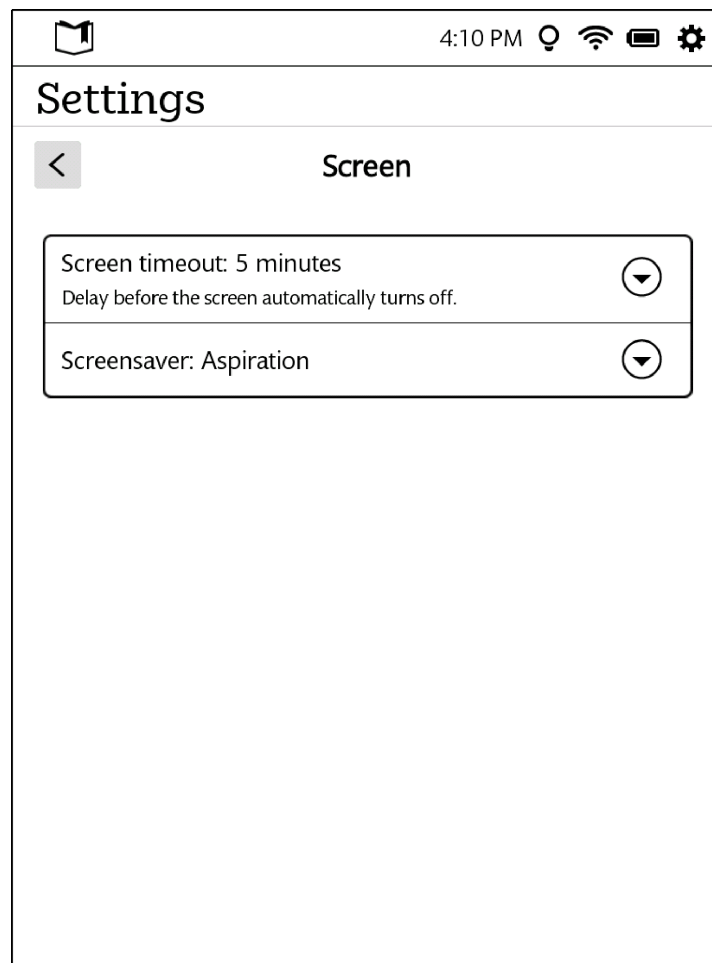 4:10 PM
Settings
Screen
Screen timeout: 5 minutes
Delay before the screen automatically turns off.
Screensaver: Aspiration